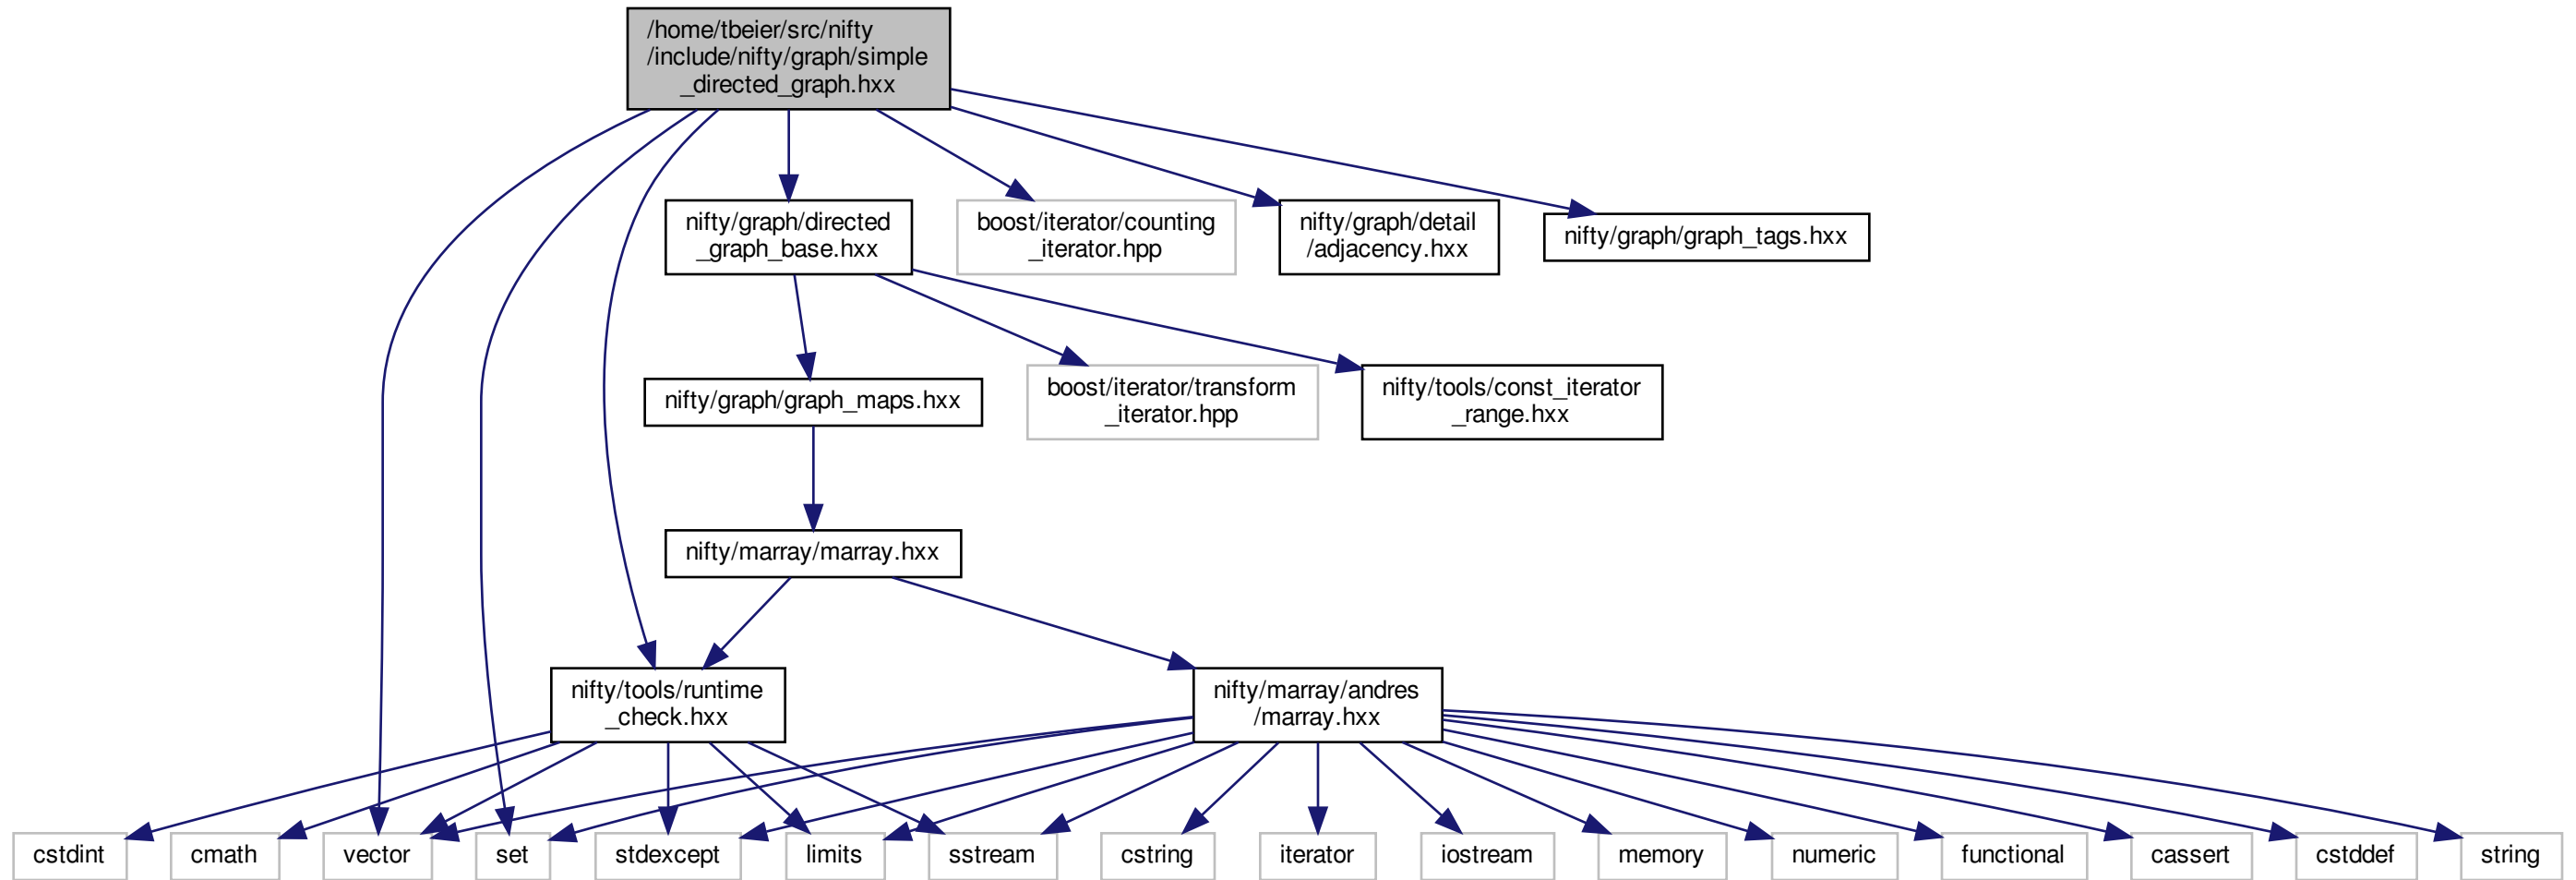 /home/tbeier/src/nifty
/include/nifty/graph/simple
_directed_graph.hxx
nifty/graph/directed
_graph_base.hxx
boost/iterator/counting
_iterator.hpp
nifty/graph/detail
/adjacency.hxx
nifty/graph/graph_tags.hxx
nifty/graph/graph_maps.hxx
boost/iterator/transform
_iterator.hpp
nifty/tools/const_iterator
_range.hxx
nifty/marray/marray.hxx
nifty/tools/runtime
_check.hxx
nifty/marray/andres
/marray.hxx
cstdint
cmath
vector
set
stdexcept
limits
sstream
cstring
iterator
iostream
memory
numeric
functional
cassert
cstddef
string